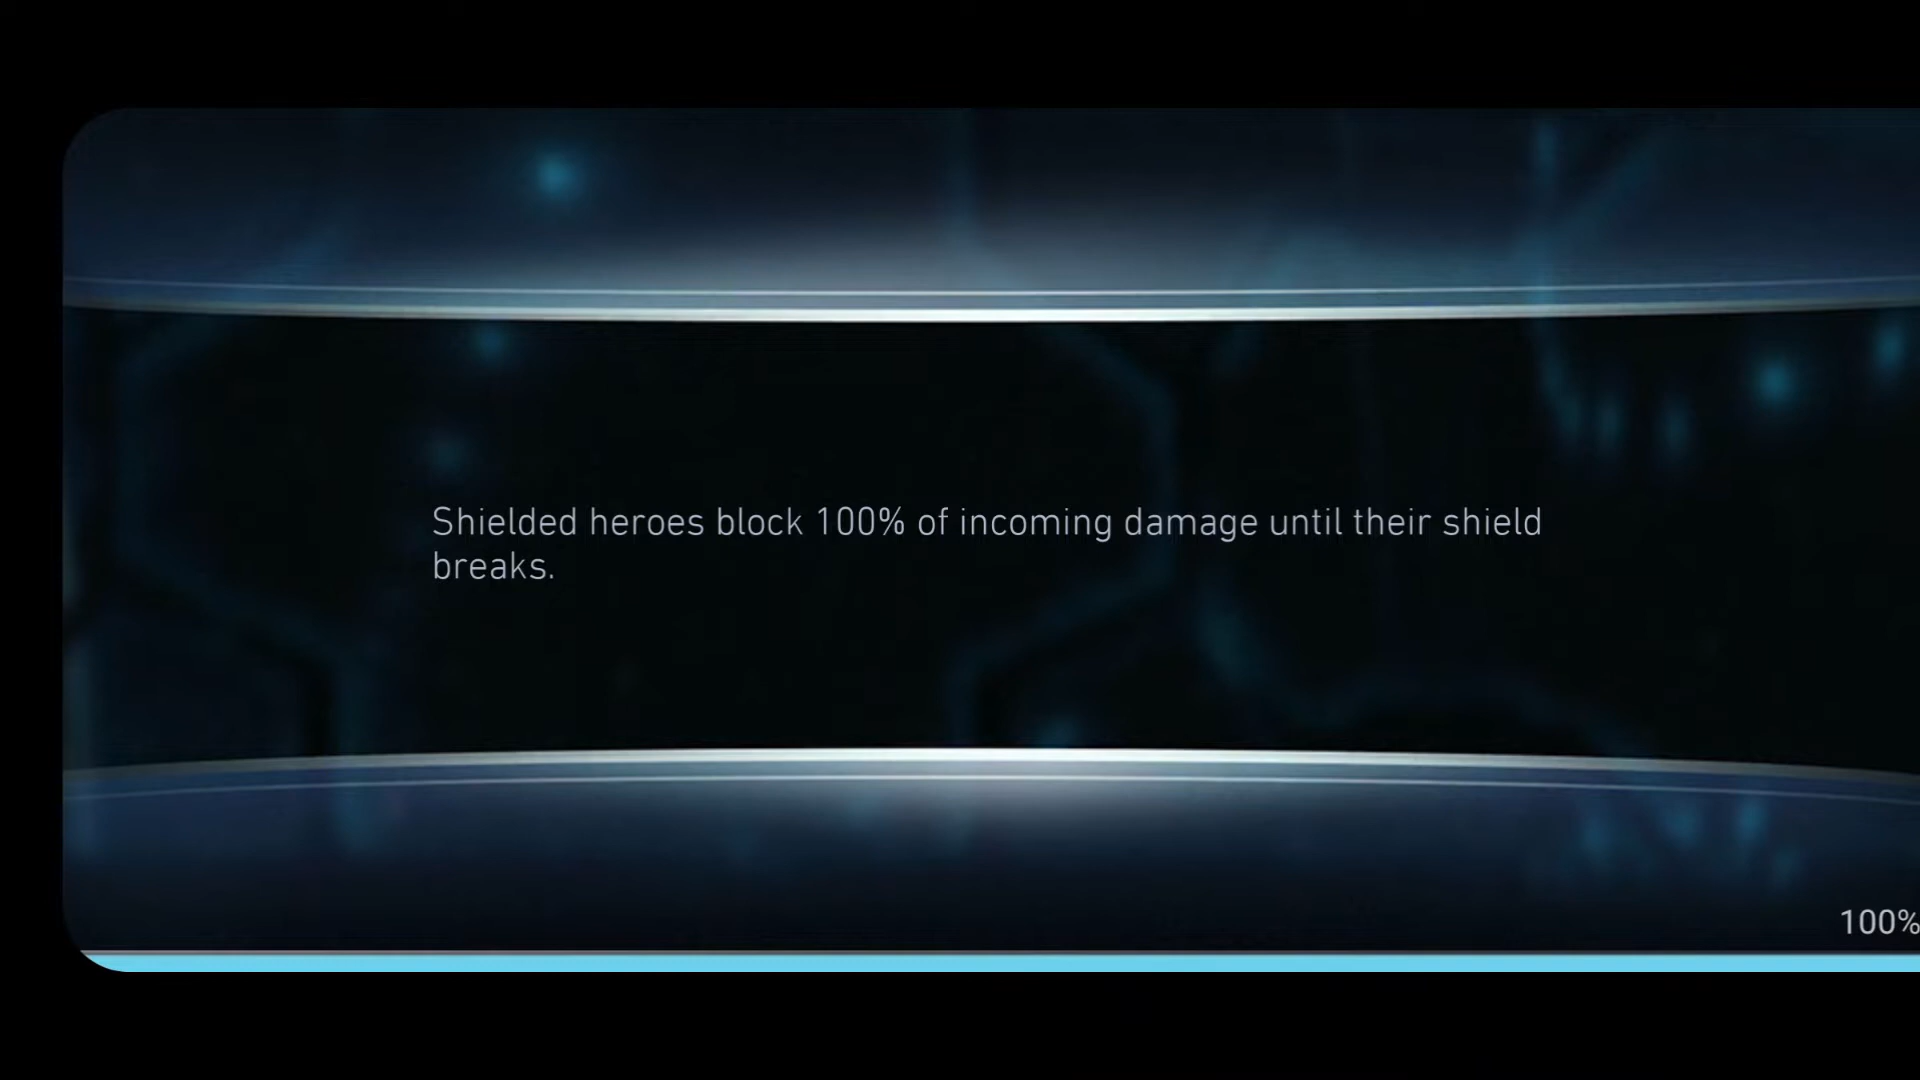 Shielded heroes block 100% of incoming damage until their shield
breaks.
100%